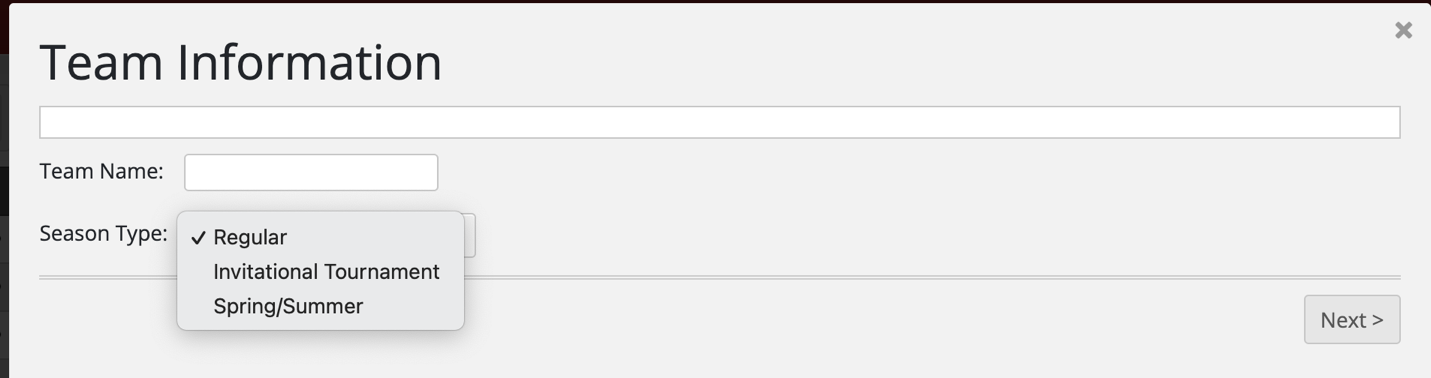 ×
Team Information
Team Name:
Season Type:
✓ Regular
Invitational Tournament
Spring/Summer
Next >